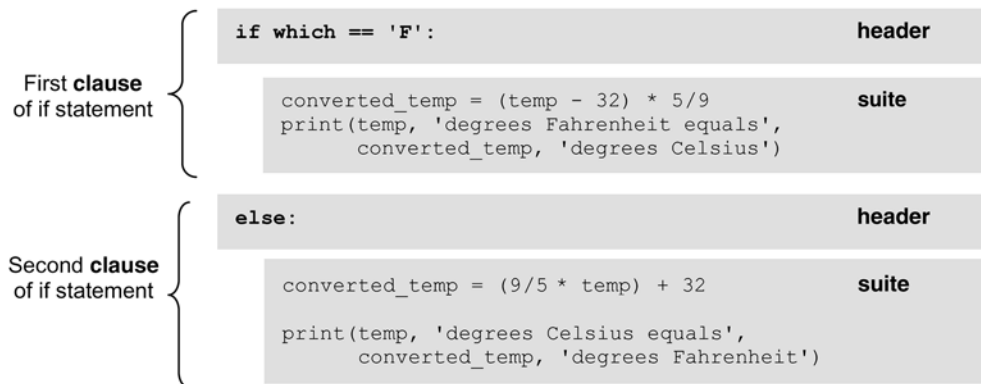 if which == 'F': header
First clause
of if statement
converted_temp = (temp - 32) * 5/9 suite
print(temp, 'degrees Fahrenheit equals',
converted_temp, 'degrees Celsius')
else: header
Second clause
of if statement
converted_temp = (9/5 * temp) + 32 suite
print(temp, 'degrees Celsius equals',
converted_temp, 'degrees Fahrenheit')